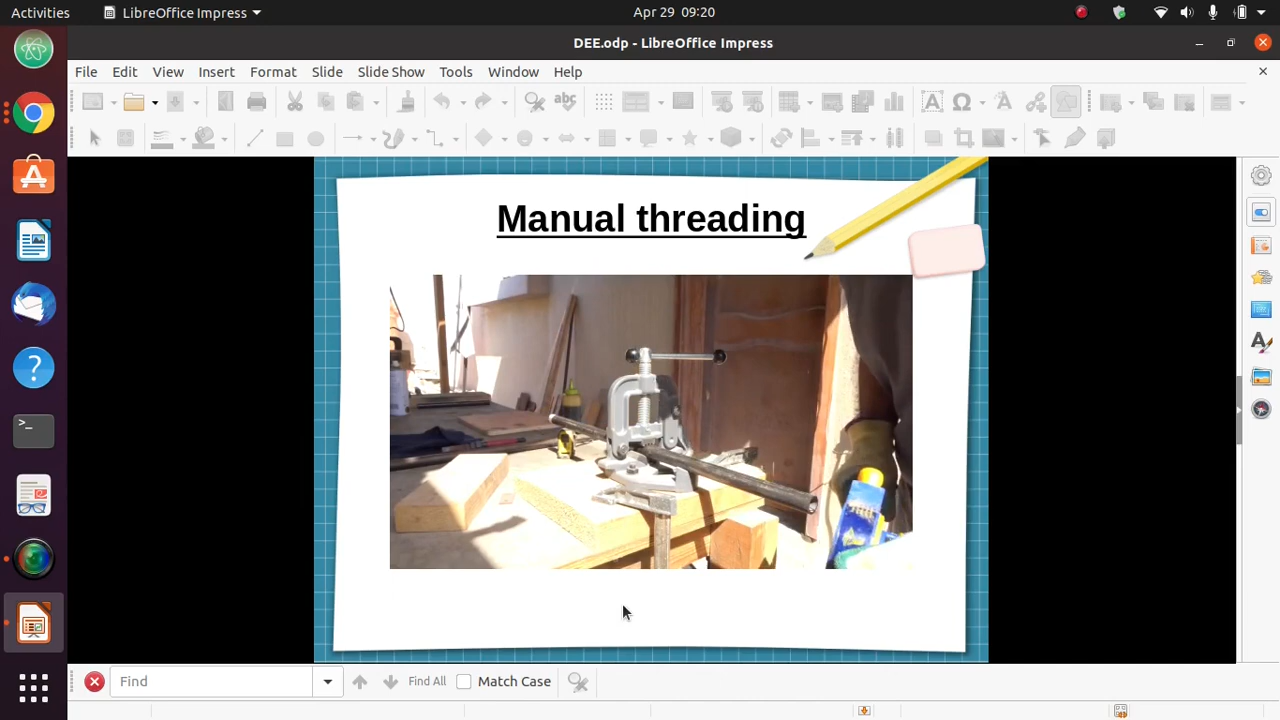 Activities
LibreOffice Impress
Apr 29 09:20
DEE.odp - LibreOffice Impress
File Edit View Insert Format Slide Slide Show Tools Window Help
Manual threading
Find
Find All
Match Case